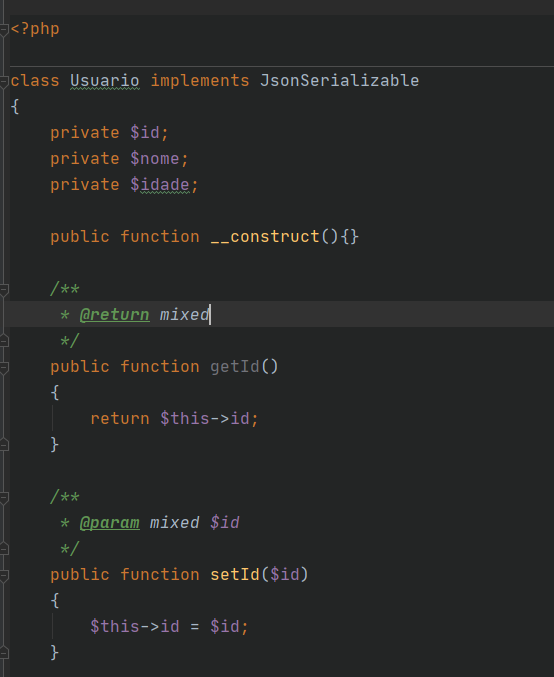 <?php
class Usuario implements JsonSerializable
{
    private $id;
    private $nome;
    private $idade;
    public function __construct(){}
    /**
     * @return mixed
     */
    public function getId()
    {
        return $this->id;
    }
    /**
     * @param mixed $id
     */
    public function setId($id)
    {
        $this->id = $id;
    }